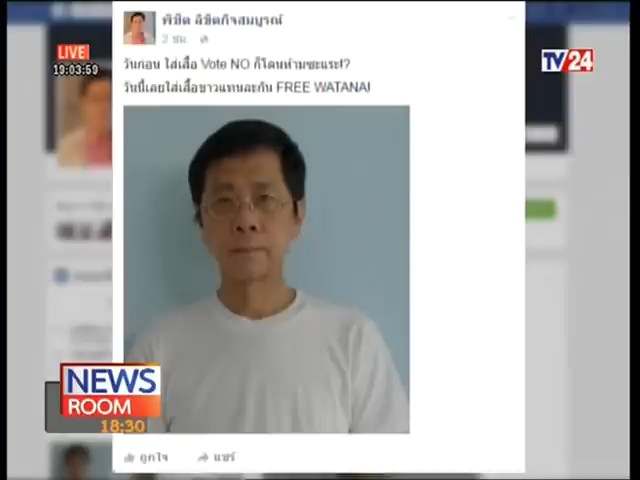 พิชิต ลิขิตกิจสมบูรณ์
2 ชม.
LIVE
19:03:59
TV24
วันก่อน ใส่เสื้อ Vote NO ก็โดนห้ามซะแระ!?
วันนี้เลยใส่เสื้อขาวแทนละกัน FREE WATANA!
NEWS
ROOM
18:30
ถูกใจ แชร์